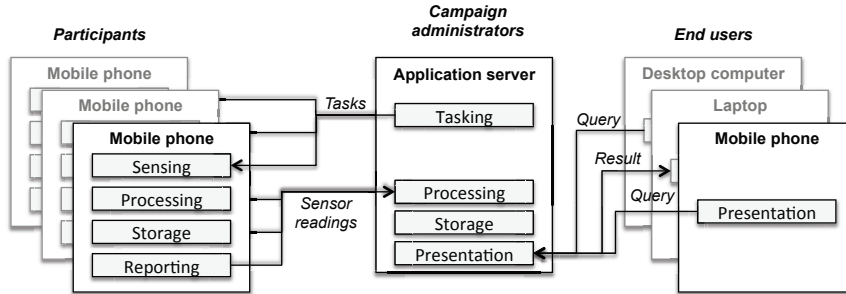 Participants
Campaign
administrators
End users
Mobile phone
Mobile phone
Mobile phone
Sensing
Processing
Storage
Reporting
Tasks
Sensor
readings
Application server
Tasking
Processing
Storage
Presentation
Query
Result
Query
Desktop computer
Laptop
Mobile phone
Presentation